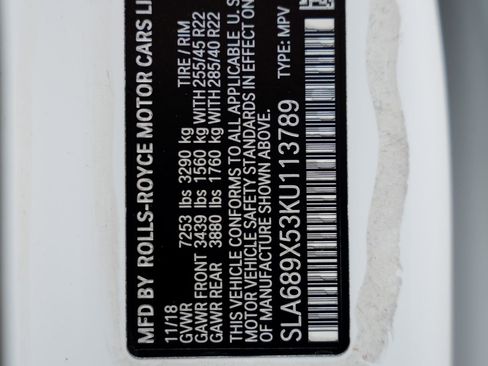 MFD BY ROLLS-ROYCE MOTOR CARS
11/18 TIRE / RIM
GVWR 7253 lbs 3290 kg
GAWR FRONT 3439 lbs 1560 kg WITH 255/45 R22
GAWR REAR 3880 lbs 1760 kg WITH 285/40 R22
THIS VEHICLE CONFORMS TO ALL APPLICABLE U. S
MOTOR VEHICLE SAFETY STANDARDS IN EFFECT ON
OF MANUFACTURE SHOWN ABOVE.
TYPE: MPV
SLA689X53KU113789